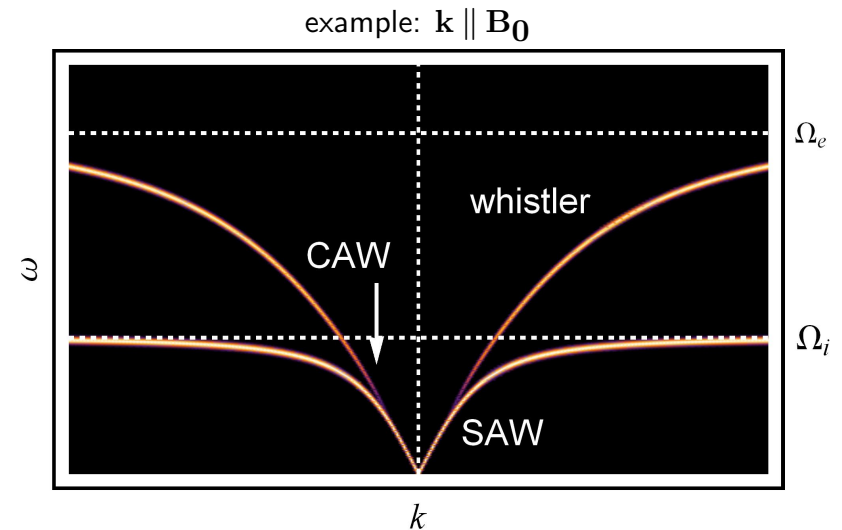 example: k ∥ B₀
Ωₑ
whistler
CAW
ω
Ωᵢ
SAW
k